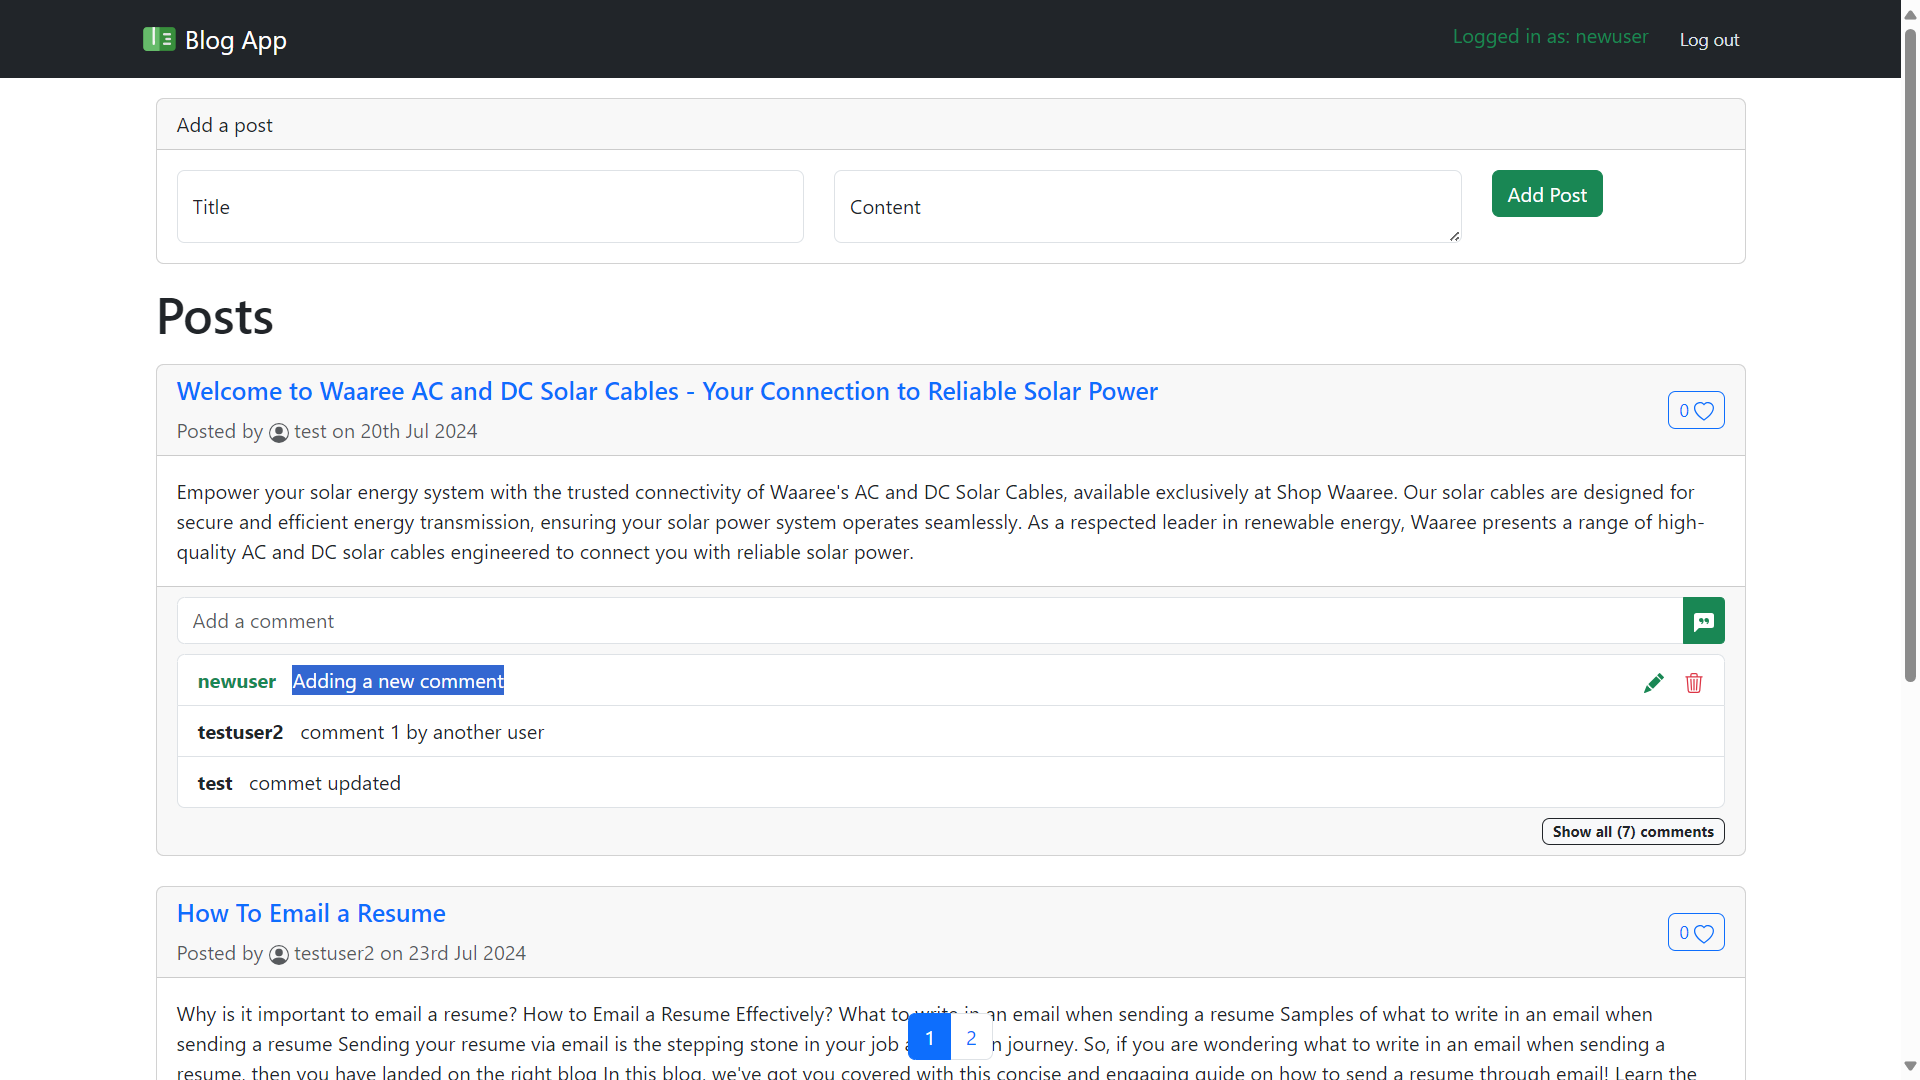 Blog App
Logged in as: newuser
Log out
Add a post
Title
Content
Add Post
Posts
Welcome to Waaree AC and DC Solar Cables - Your Connection to Reliable Solar Power
0
Posted by test on 20th Jul 2024
Empower your solar energy system with the trusted connectivity of Waaree's AC and DC Solar Cables, available exclusively at Shop Waaree. Our solar cables are designed for
secure and efficient energy transmission, ensuring your solar power system operates seamlessly. As a respected leader in renewable energy, Waaree presents a range of high-
quality AC and DC solar cables engineered to connect you with reliable solar power.
Add a comment
newuser Adding a new comment
testuser2 comment 1 by another user
test commet updated
Show all (7) comments
How To Email a Resume
0
Posted by testuser2 on 23rd Jul 2024
Why is it important to email a resume? How to Email a Resume Effectively? What to write in an email when sending a resume Samples of what to write in an email when
sending a resume Sending your resume via email is the stepping stone in your job journey. So, if you are wondering what to write in an email when sending a
resume, then you have landed on the right blog In this blog, we've got you covered with this concise and engaging guide on how to send a resume through email! Learn the
1 2